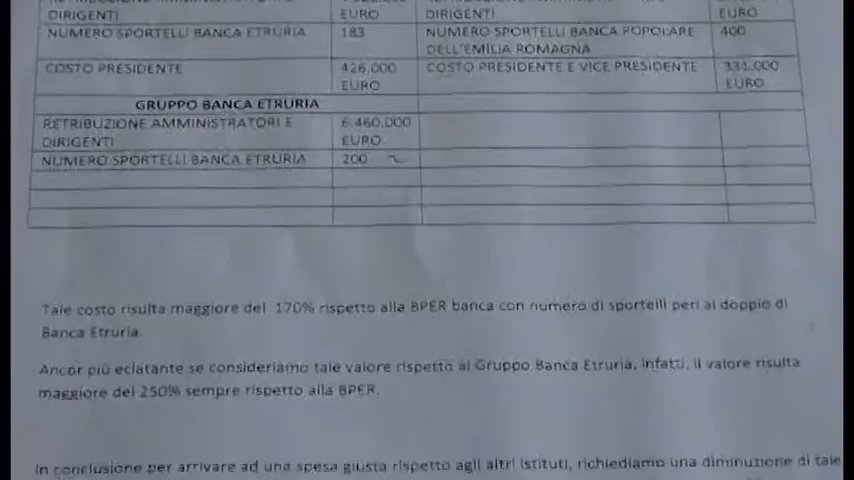 DIRIGENTI EURO DIRIGENTI EURO
NUMERO SPORTELLI BANCA ETRURIA 183 NUMERO SPORTELLI BANCA POPOLARE 400
DELL'EMILIA ROMAGNA
COSTO PRESIDENTE 426,000 COSTO PRESIDENTE E VICE PRESIDENTE 331.000
EURO EURO
GRUPPO BANCA ETRURIA
RETRIBUZIONE AMMINISTRATORI E 6 460.000
DIRIGENTI EURO
NUMERO SPORTELLI BANCA ETRURIA 200
Tale costo risulta maggiore del 170% rispetto alla BPER banca con numero di sportelli peri al doppio di
Banca Etruria.
Ancor più eclatante se consideriamo tale valore rispetto al Gruppo Banca Etruria, infatti, il valore risulta
maggiore del 250% sempre rispetto alla BPER.
In conclusione per arrivare ad una spesa giusta rispetto agli altri istituti, richiediamo una diminuzione di tale